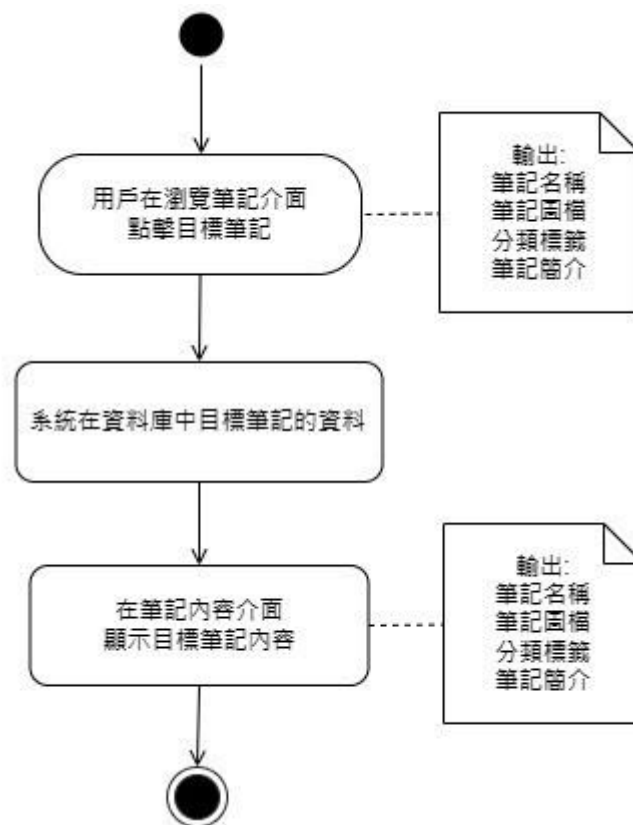 用戶在瀏覽筆記介面
點擊目標筆記
輸出:
筆記名稱
筆記圖檔
分類標籤
筆記簡介
系統在資料庫中目標筆記的資料
在筆記內容介面
顯示目標筆記內容
輸出:
筆記名稱
筆記圖檔
分類標籤
筆記簡介